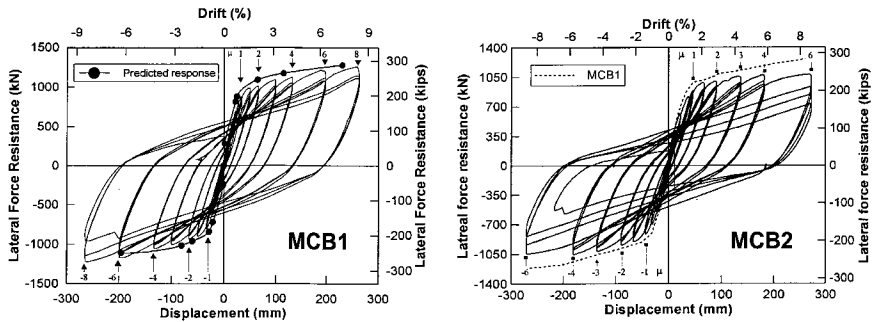 Drift (%)
-9 -6 -3 0 3 6 9
1500 1000 500 0 -500 -1000 -1500
Lateral Force Resistance (kN)
300 200 100 0 -100 -200 -300
Lateral Force Resistance (kips)
μ 1 2 4 6 8
Predicted response
MCB1
-8 -6 -4 -2 -1
-300 -200 -100 0 100 200 300
Displacement (mm)
Drift (%)
-8 -6 -4 -2 0 2 4 6 8
1400 1050 700 350 0 -350 -700 -1050 -1400
Latreal force Resistance (kN)
300 200 100 0 -100 -200 -300
Lateral force resistance (kips)
μ 1 2 3 4 6
MCB1
MCB2
-6 -4 -3 -2 -1 μ
-300 -200 -100 0 100 200 300
Displacement (mm)